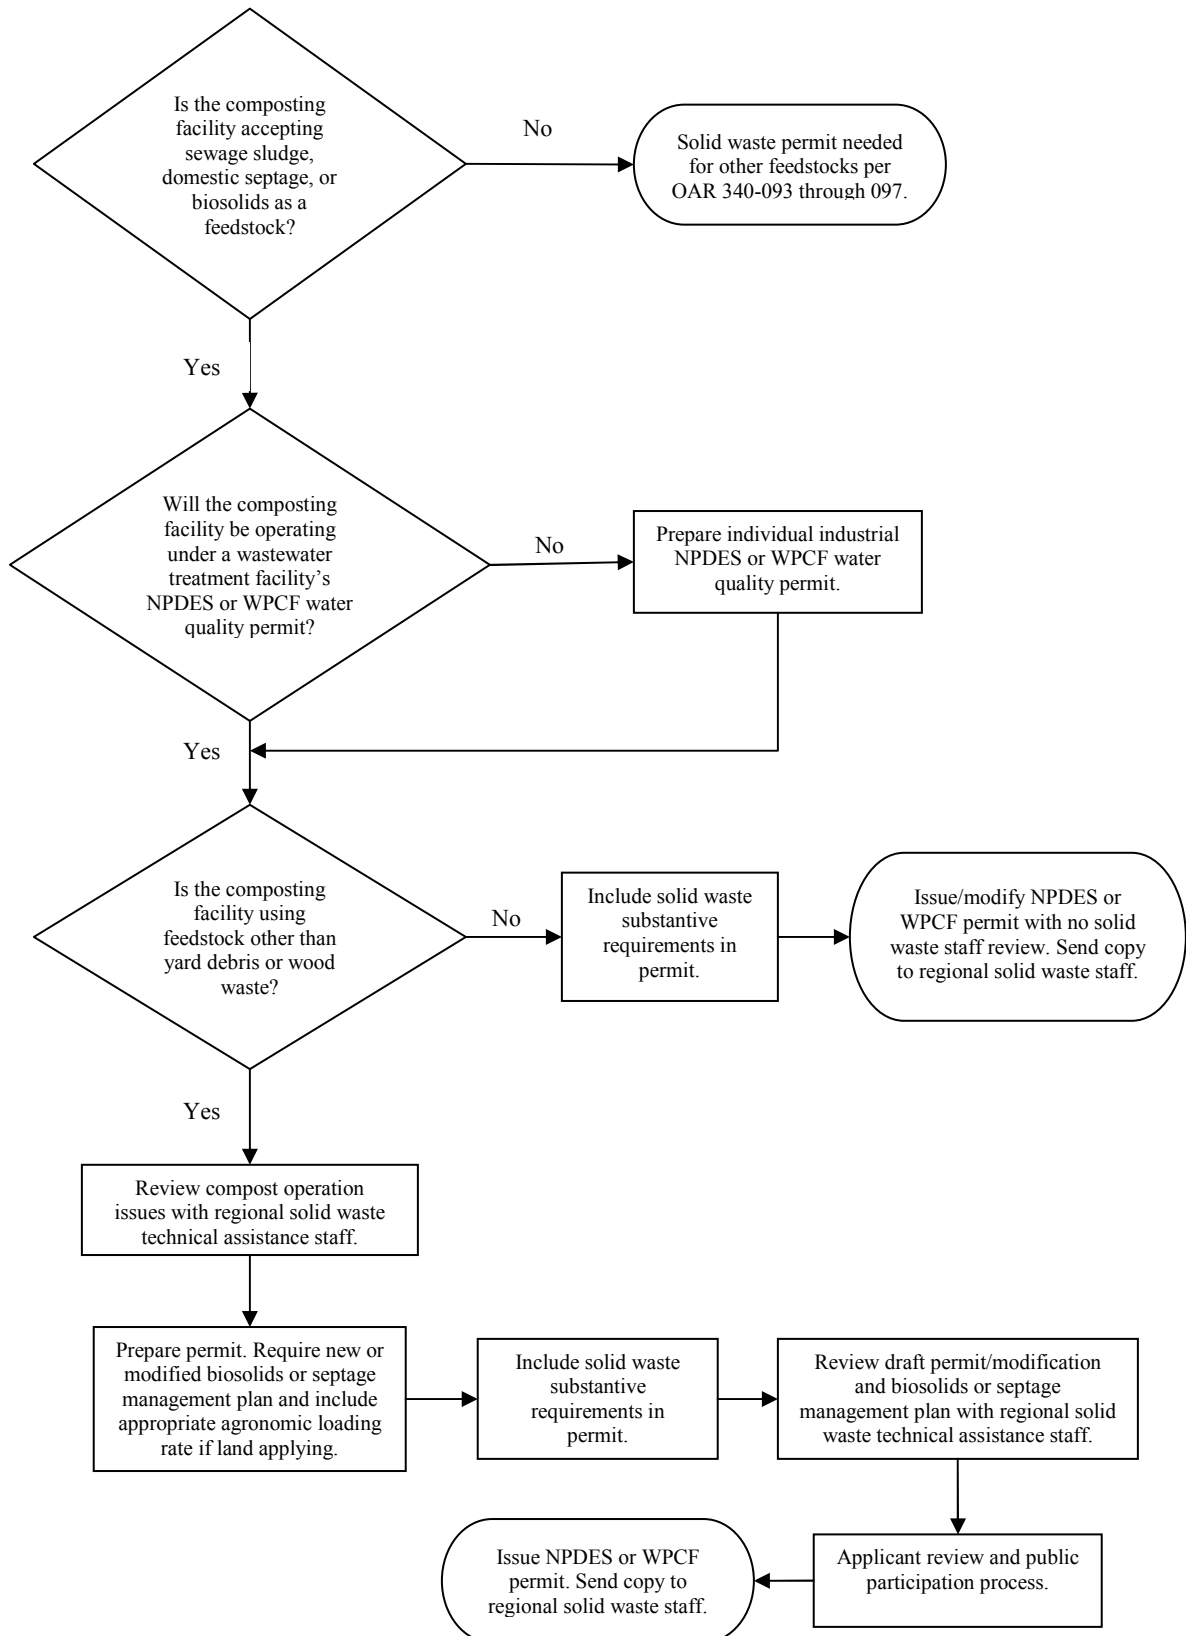 Is the composting
facility accepting
sewage sludge,
domestic septage, or
biosolids as a
feedstock?
No
Solid waste permit needed
for other feedstocks per
OAR 340-093 through 097.
Yes
Will the composting
facility be operating
under a wastewater
treatment facility’s
NPDES or WPCF water
quality permit?
No
Prepare individual industrial
NPDES or WPCF water
quality permit.
Yes
Is the composting
facility using
feedstock other than
yard debris or wood
waste?
No
Include solid waste
substantive
requirements in
permit.
Issue/modify NPDES or
WPCF permit with no solid
waste staff review. Send copy
to regional solid waste staff.
Yes
Review compost operation
issues with regional solid waste
technical assistance staff.
Prepare permit. Require new or
modified biosolids or septage
management plan and include
appropriate agronomic loading
rate if land applying.
Include solid waste
substantive
requirements in
permit.
Review draft permit/modification
and biosolids or septage
management plan with regional solid
waste technical assistance staff.
Applicant review and public
participation process.
Issue NPDES or WPCF
permit. Send copy to
regional solid waste staff.